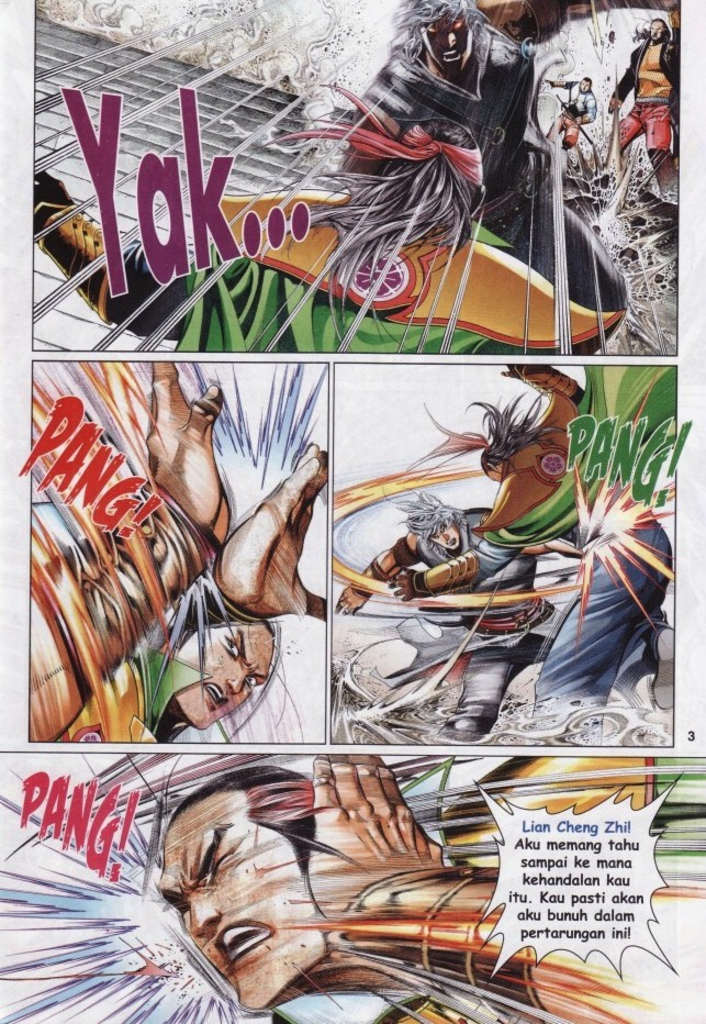 Yak...
PANG!
PANG!
3
PANG!
Lian Cheng Zhi!
Aku memang tahu
sampai ke mana
kehandalan kau
itu. Kau pasti akan
aku bunuh dalam
pertarungan ini!